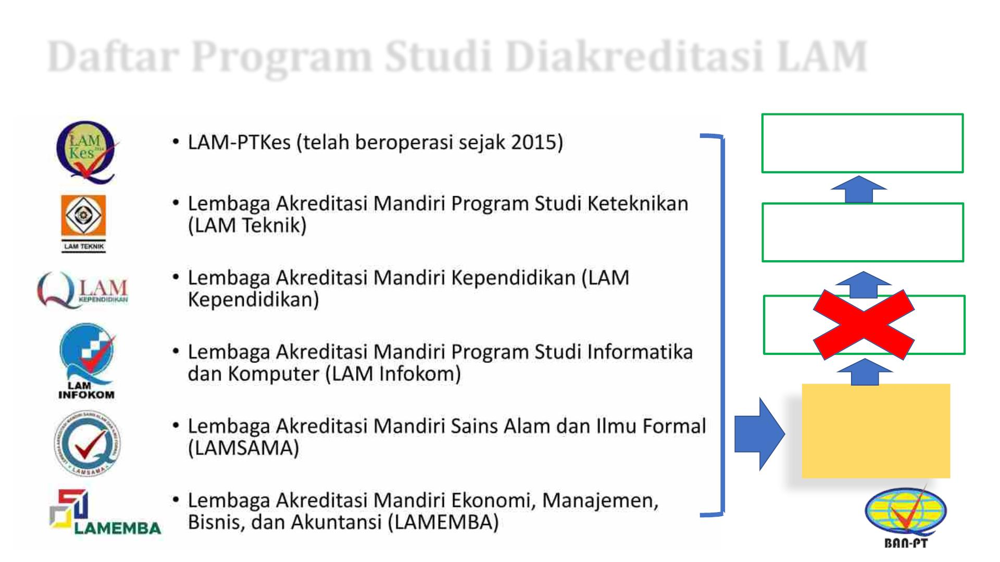 Daftar Program Studi Diakreditasi LAM
LAM
Kes
• LAM-PTKes (telah beroperasi sejak 2015)
LAM TEKNIK
• Lembaga Akreditasi Mandiri Program Studi Keteknikan
(LAM Teknik)
LAM
KEPENDIDIKAN
• Lembaga Akreditasi Mandiri Kependidikan (LAM
Kependidikan)
LAM
INFOKOM
• Lembaga Akreditasi Mandiri Program Studi Informatika
dan Komputer (LAM Infokom)
LAMSAMA
• Lembaga Akreditasi Mandiri Sains Alam dan Ilmu Formal
(LAMSAMA)
LAMEMBA
• Lembaga Akreditasi Mandiri Ekonomi, Manajemen,
Bisnis, dan Akuntansi (LAMEMBA)
BAN-PT